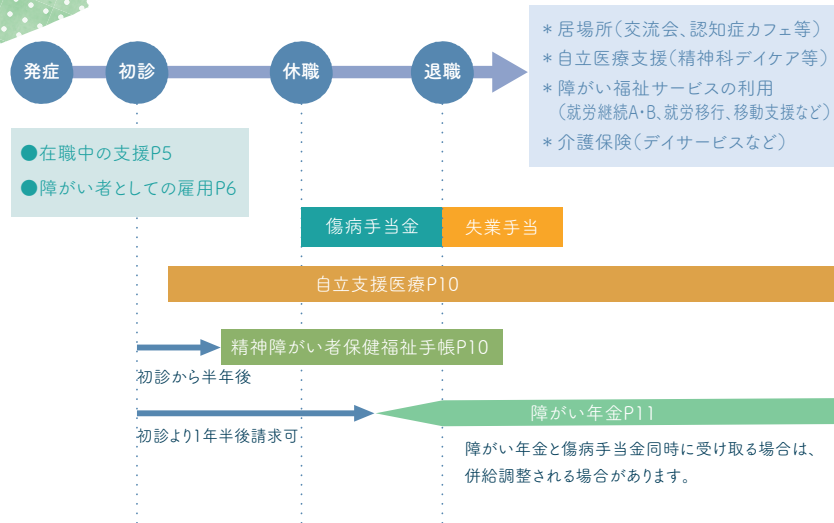 発症
初診
休職
退職
＊居場所（交流会、認知症カフェ等）
＊自立医療支援（精神科デイケア等）
＊障がい福祉サービスの利用
（就労継続A・B、就労移行、移動支援など）
＊介護保険（デイサービスなど）
●在職中の支援P5
●障がい者としての雇用P6
傷病手当金
失業手当
自立支援医療P10
精神障がい者保健福祉手帳P10
初診から半年後
障がい年金P11
初診より1年半後請求可
障がい年金と傷病手当金同時に受け取る場合は、
併給調整される場合があります。